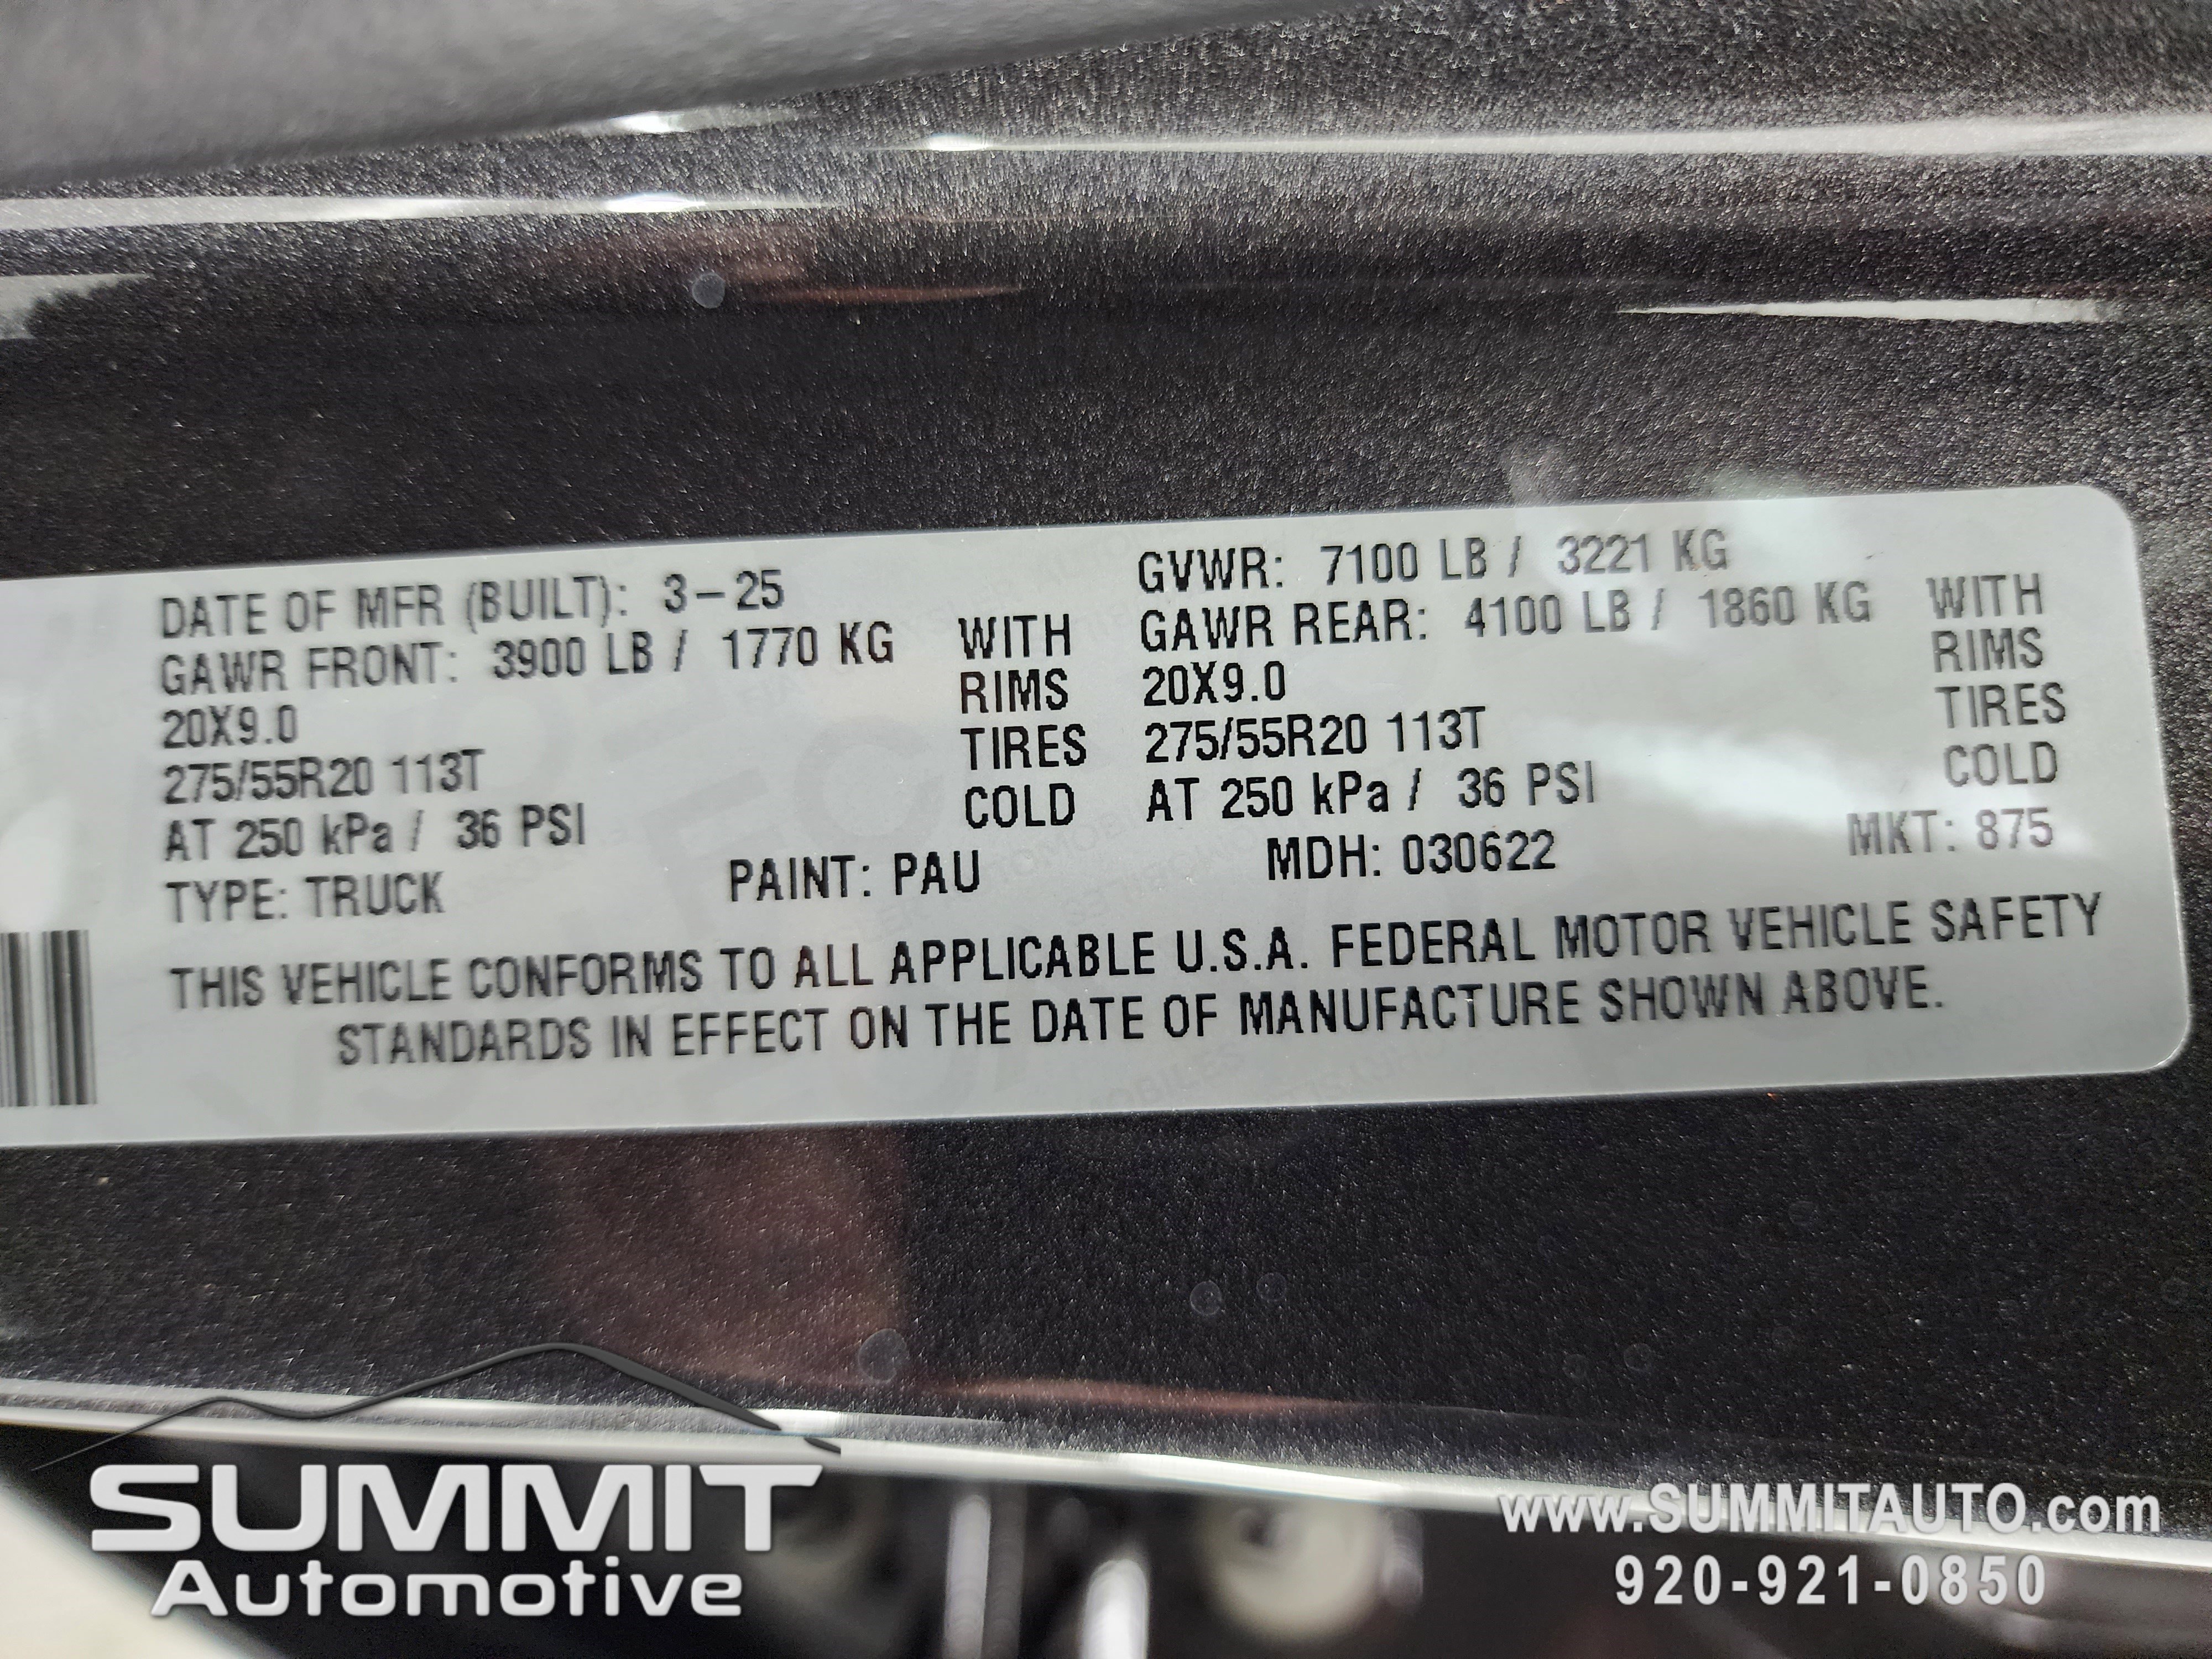 DATE OF MFR (BUILT): 3-25 GVWR: 7100 LB / 3221 KG
GAWR FRONT: 3900 LB / 1770 KG WITH GAWR REAR: 4100 LB / 1860 KG WITH
20X9.0 RIMS 20X9.0 RIMS
275/55R20 113T TIRES 275/55R20 113T TIRES
AT 250 kPa / 36 PSI COLD AT 250 kPa / 36 PSI COLD
TYPE: TRUCK PAINT: PAU MDH: 030622 MKT: 875
THIS VEHICLE CONFORMS TO ALL APPLICABLE U.S.A. FEDERAL MOTOR VEHICLE SAFETY
STANDARDS IN EFFECT ON THE DATE OF MANUFACTURE SHOWN ABOVE.
SUMMIT
Automotive
www.SUMMITAUTO.com
920-921-0850